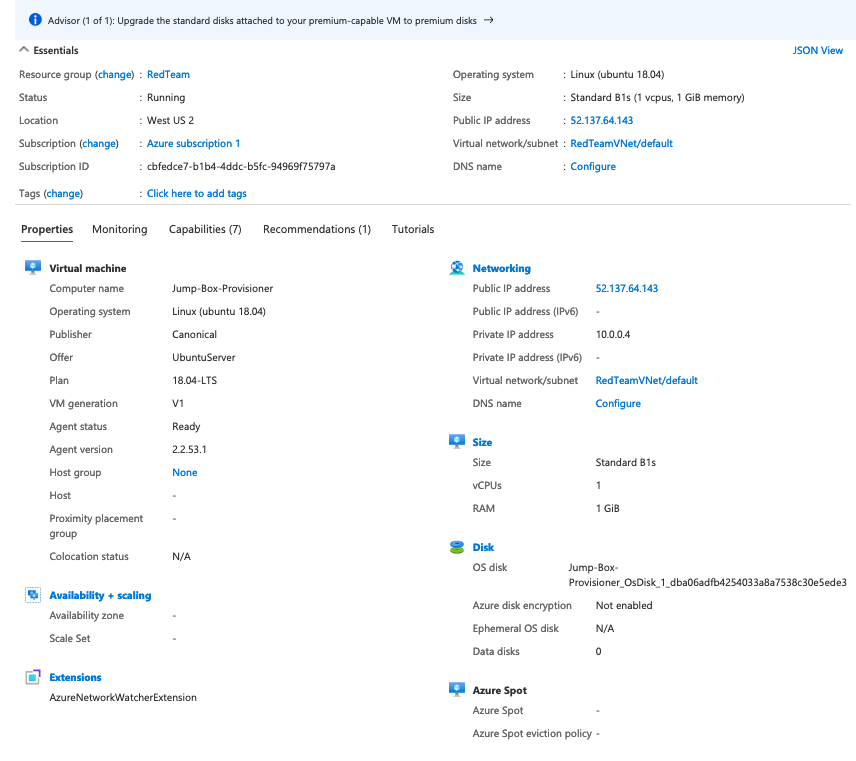 Advisor (1 of 1): Upgrade the standard disks attached to your premium-capable VM to premium disks →
Essentials
JSON View
Resource group (change) : RedTeam
Status : Running
Location : West US 2
Subscription (change) : Azure subscription 1
Subscription ID : cbfedce7-b1b4-4ddc-b5fc-94969f75797a
Tags (change) : Click here to add tags
Operating system : Linux (ubuntu 18.04)
Size : Standard B1s (1 vcpus, 1 GiB memory)
Public IP address : 52.137.64.143
Virtual network/subnet : RedTeamVNet/default
DNS name : Configure
Properties Monitoring Capabilities (7) Recommendations (1) Tutorials
Virtual machine
Computer name Jump-Box-Provisioner
Operating system Linux (ubuntu 18.04)
Publisher Canonical
Offer UbuntuServer
Plan 18.04-LTS
VM generation V1
Agent status Ready
Agent version 2.2.53.1
Host group None
Host -
Proximity placement -
group
Colocation status N/A
Availability + scaling
Availability zone -
Scale Set -
Extensions
AzureNetworkWatcherExtension
Networking
Public IP address 52.137.64.143
Public IP address (IPv6) -
Private IP address 10.0.0.4
Private IP address (IPv6) -
Virtual network/subnet RedTeamVNet/default
DNS name Configure
Size
Size Standard B1s
vCPUs 1
RAM 1 GiB
Disk
OS disk Jump-Box-
Provisioner_OsDisk_1_dba06adfb4254033a8a7538c30e5ede3
Azure disk encryption Not enabled
Ephemeral OS disk N/A
Data disks 0
Azure Spot
Azure Spot -
Azure Spot eviction policy -